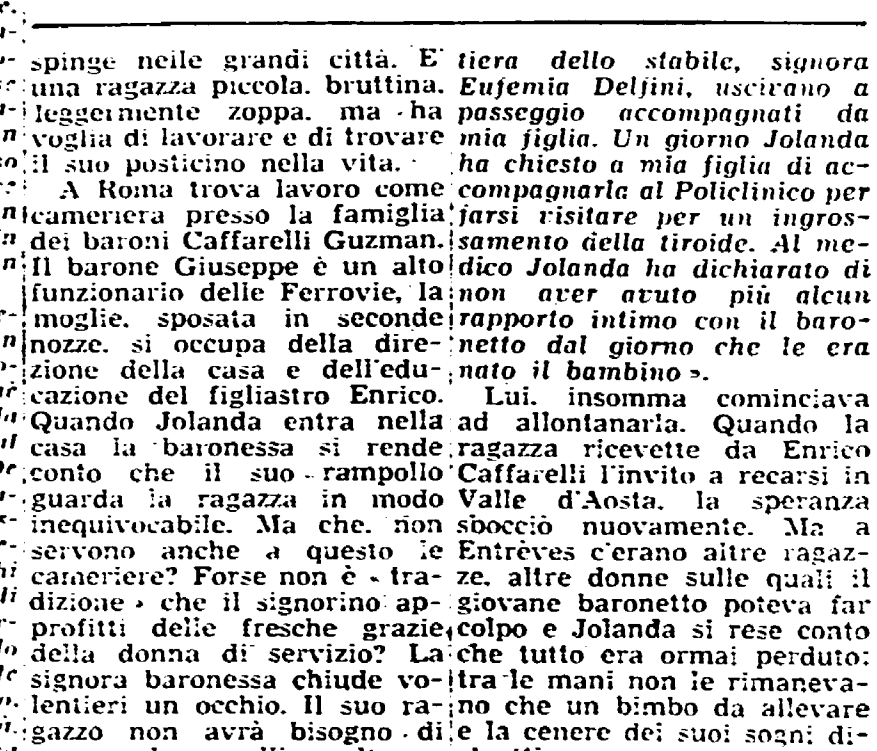 spinge nelle grandi città. E'
una ragazza piccola, bruttina,
leggermente zoppa, ma ha
voglia di lavorare e di trovare
il suo posticino nella vita.
A Roma trova lavoro come
cameriera presso la famiglia
dei baroni Caffarelli Guzman.
Il barone Giuseppe è un alto
funzionario delle Ferrovie, la
moglie, sposata in seconde
nozze, si occupa della dire-
zione della casa e dell'edu-
cazione del figliastro Enrico.
Quando Jolanda entra nella
casa la baronessa si rende
conto che il suo rampollo
guarda la ragazza in modo
inequivocabile. Ma che, non
servono anche a questo le
cameriere? Forse non è « tra-
dizione » che il signorino ap-
profitti delle fresche grazie
della donna di servizio? La
signora baronessa chiude vo-
lentieri un occhio. Il suo ra-
gazzo non avrà bisogno di
tiera dello stabile, signora
Eufemia Delfini, uscivano a
passeggio accompagnati da
mia figlia. Un giorno Jolanda
ha chiesto a mia figlia di ac-
compagnarla al Policlinico per
farsi visitare per un ingros-
samento della tiroide. Al me-
dico Jolanda ha dichiarato di
non aver avuto più alcun
rapporto intimo con il baro-
netto dal giorno che le era
nato il bambino ».
Lui, insomma cominciava
ad allontanarla. Quando la
ragazza ricevette da Enrico
Caffarelli l'invito a recarsi in
Valle d'Aosta, la speranza
sbocciò nuovamente. Ma a
Entrèves c'erano altre ragaz-
ze, altre donne sulle quali il
giovane baronetto poteva far
colpo e Jolanda si rese conto
che tutto era ormai perduto:
tra le mani non le rimaneva-
no che un bimbo da allevare
e la cenere dei suoi sogni di-